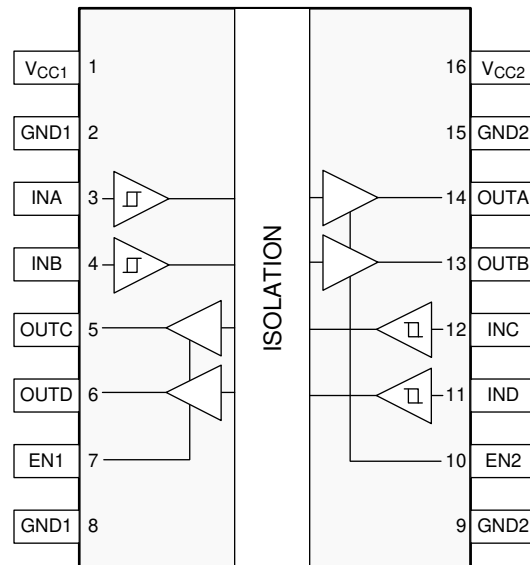 VCC1 1 16 VCC2
GND1 2 15 GND2
INA 3 14 OUTA
INB 4 13 OUTB
ISOLATION
OUTC 5 12 INC
OUTD 6 11 IND
EN1 7 10 EN2
GND1 8 9 GND2